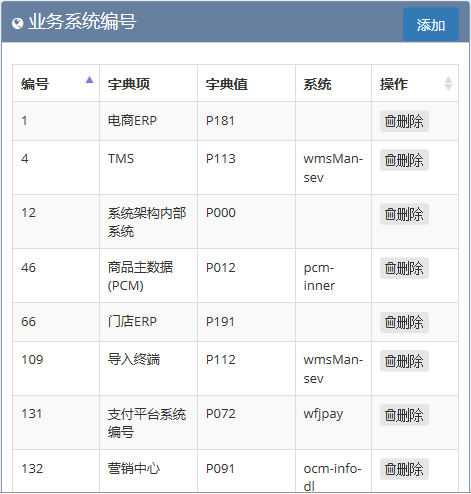 业务系统编号
添加
编号 字典项 字典值 系统 操作
1 电商ERP P181 删除
4 TMS P113 wmsMan- 删除
sev
12 系统架构内部 P000 删除
系统
46 商品主数据 P012 pcm- 删除
(PCM) inner
66 门店ERP P191 删除
109 导入终端 P112 wmsMan- 删除
sev
131 支付平台系统 P072 wfjpay 删除
编号
132 营销中心 P091 ocm-info- 删除
dl